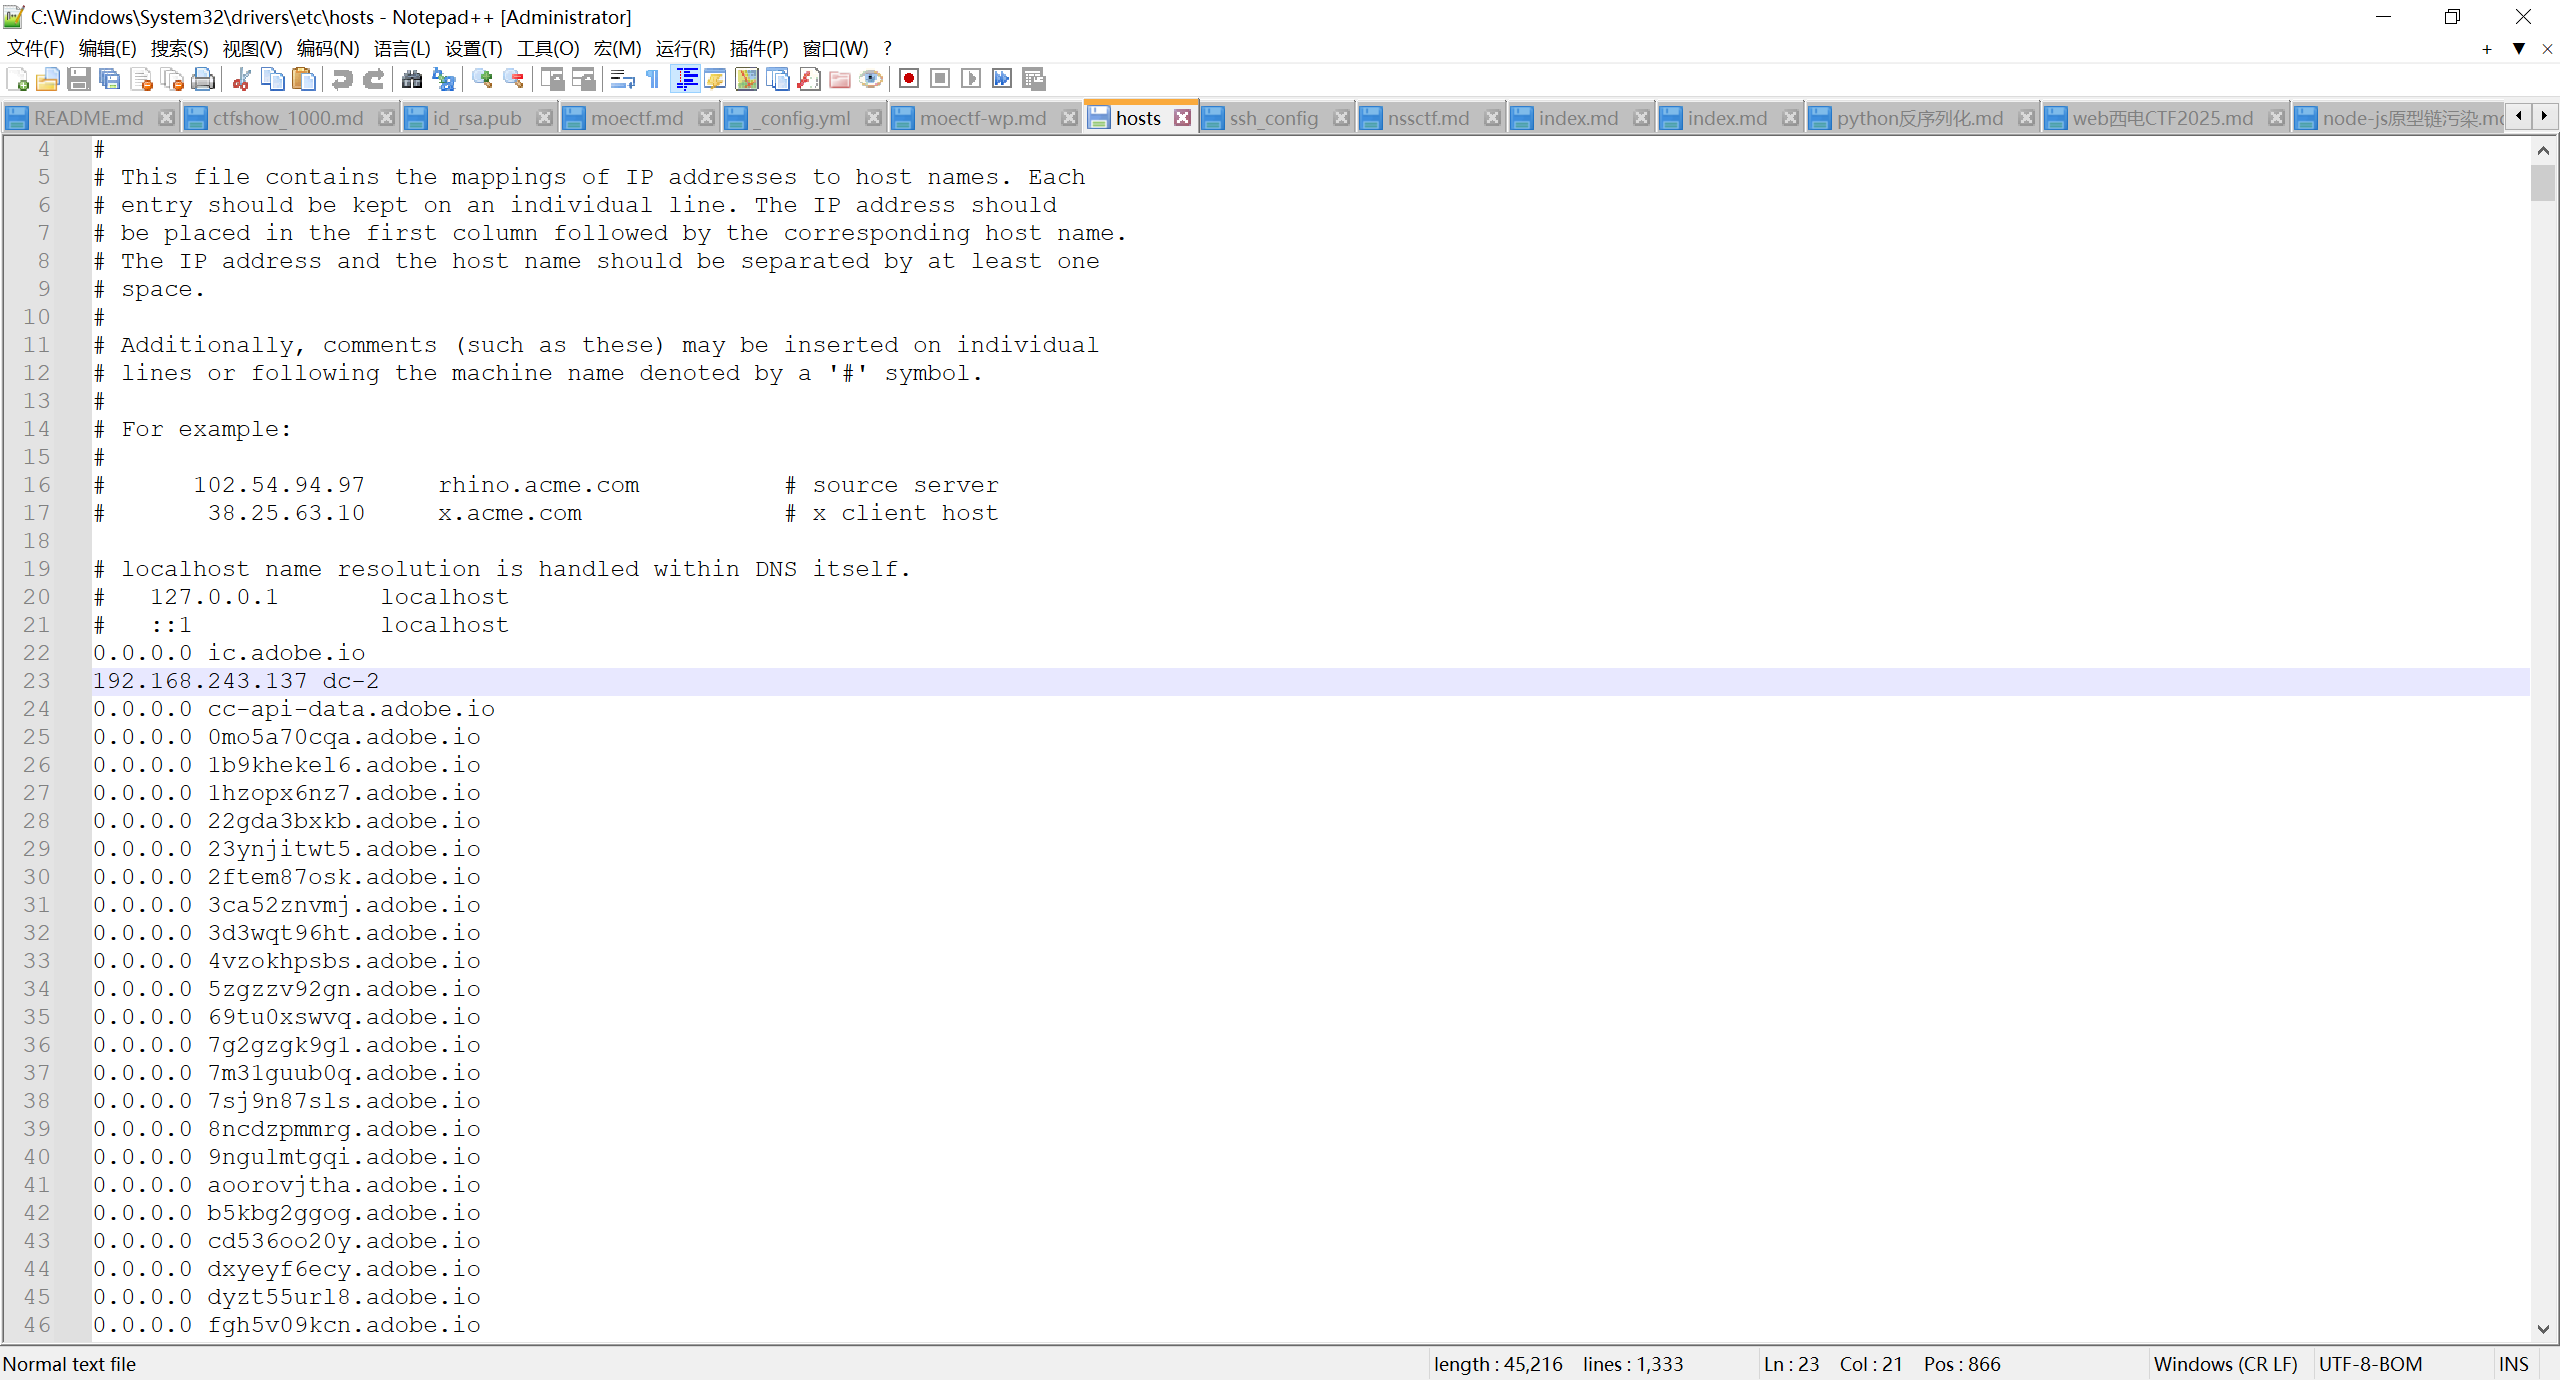 C:\Windows\System32\drivers\etc\hosts - Notepad++ [Administrator]
文件(F) 编辑(E) 搜索(S) 视图(V) 编码(N) 语言(L) 设置(T) 工具(O) 宏(M) 运行(R) 插件(P) 窗口(W) ?
README.md ctfshow_1000.md id_rsa.pub moectf.md _config.yml moectf-wp.md hosts ssh_config nssctf.md index.md index.md python反序列化.md web西电CTF2025.md node-js原型链污染.md
4 #
5 # This file contains the mappings of IP addresses to host names. Each
6 # entry should be kept on an individual line. The IP address should
7 # be placed in the first column followed by the corresponding host name.
8 # The IP address and the host name should be separated by at least one
9 # space.
10 #
11 # Additionally, comments (such as these) may be inserted on individual
12 # lines or following the machine name denoted by a '#' symbol.
13 #
14 # For example:
15 #
16 # 102.54.94.97 rhino.acme.com # source server
17 # 38.25.63.10 x.acme.com # x client host
18
19 # localhost name resolution is handled within DNS itself.
20 # 127.0.0.1 localhost
21 # ::1 localhost
22 0.0.0.0 ic.adobe.io
23 192.168.243.137 dc-2
24 0.0.0.0 cc-api-data.adobe.io
25 0.0.0.0 0mo5a70cqa.adobe.io
26 0.0.0.0 1b9khekel6.adobe.io
27 0.0.0.0 1hzopx6nz7.adobe.io
28 0.0.0.0 22gda3bxkb.adobe.io
29 0.0.0.0 23ynjitwt5.adobe.io
30 0.0.0.0 2ftem87osk.adobe.io
31 0.0.0.0 3ca52znvmj.adobe.io
32 0.0.0.0 3d3wqt96ht.adobe.io
33 0.0.0.0 4vzokhpsbs.adobe.io
34 0.0.0.0 5zgzzv92gn.adobe.io
35 0.0.0.0 69tu0xswvq.adobe.io
36 0.0.0.0 7g2gzgk9g1.adobe.io
37 0.0.0.0 7m31guub0q.adobe.io
38 0.0.0.0 7sj9n87sls.adobe.io
39 0.0.0.0 8ncdzpmmrg.adobe.io
40 0.0.0.0 9ngulmtgqi.adobe.io
41 0.0.0.0 aoorovjtha.adobe.io
42 0.0.0.0 b5kbg2ggog.adobe.io
43 0.0.0.0 cd536oo20y.adobe.io
44 0.0.0.0 dxyeyf6ecy.adobe.io
45 0.0.0.0 dyzt55url8.adobe.io
46 0.0.0.0 fgh5v09kcn.adobe.io
Normal text file length : 45,216 lines : 1,333 Ln : 23 Col : 21 Pos : 866 Windows (CR LF) UTF-8-BOM INS